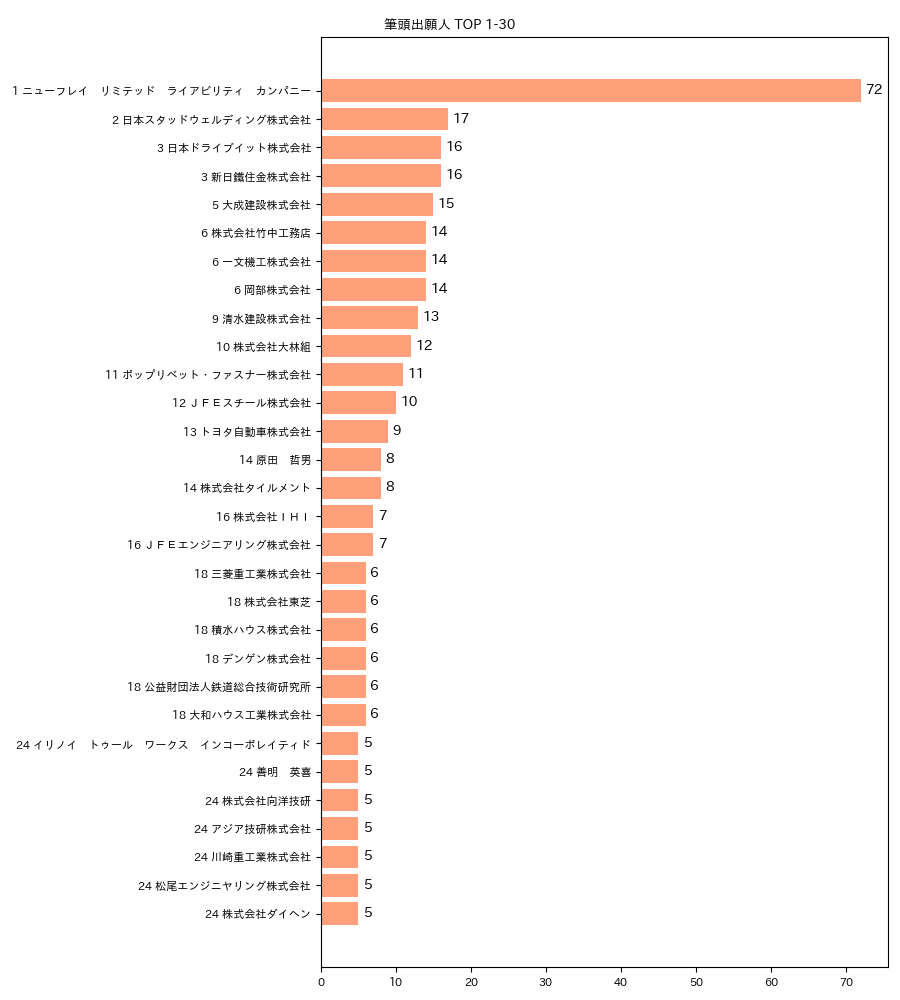 筆頭出願人 TOP 1-30
1 ニューフレイ　リミテッド　ライアビリティ　カンパニー 72
2 日本スタッドウェルディング株式会社 17
3 日本ドライブイット株式会社 16
3 新日鐵住金株式会社 16
5 大成建設株式会社 15
6 株式会社竹中工務店 14
6 一文機工株式会社 14
6 岡部株式会社 14
9 清水建設株式会社 13
10 株式会社大林組 12
11 ポップリベット・ファスナー株式会社 11
12 ＪＦＥスチール株式会社 10
13 トヨタ自動車株式会社 9
14 原田　哲男 8
14 株式会社タイルメント 8
16 株式会社ＩＨＩ 7
16 ＪＦＥエンジニアリング株式会社 7
18 三菱重工業株式会社 6
18 株式会社東芝 6
18 積水ハウス株式会社 6
18 デンゲン株式会社 6
18 公益財団法人鉄道総合技術研究所 6
18 大和ハウス工業株式会社 6
24 イリノイ　トゥール　ワークス　インコーポレイティド 5
24 善明　英喜 5
24 株式会社向洋技研 5
24 アジア技研株式会社 5
24 川崎重工業株式会社 5
24 松尾エンジニヤリング株式会社 5
24 株式会社ダイヘン 5
0 10 20 30 40 50 60 70